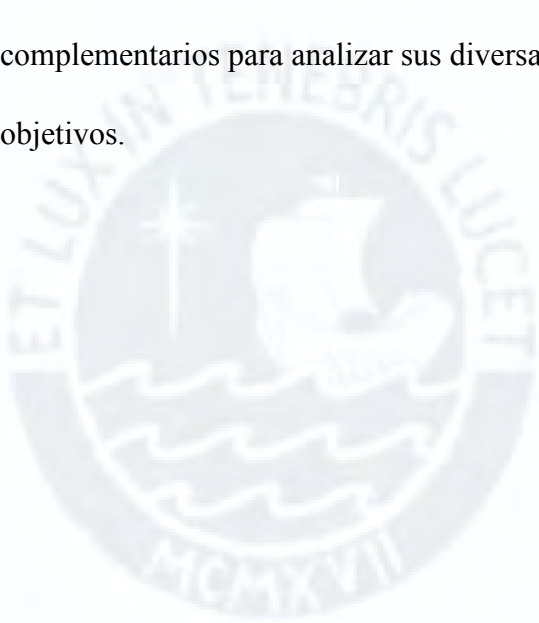 complementarios para analizar sus diversa
objetivos.
ET LUX IN TENEBRIS LUCET
MCMXVII